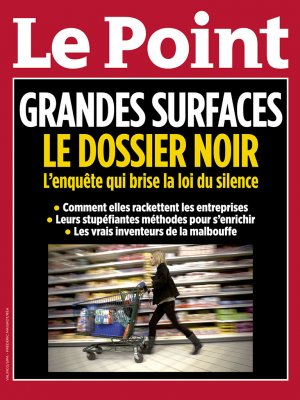 Le Point
GRANDES SURFACES
LE DOSSIER NOIR
L'enquête qui brise la loi du silence
● Comment elles rackettent les entreprises
● Leurs stupéfiantes méthodes pour s'enrichir
● Les vrais inventeurs de la malbouffe